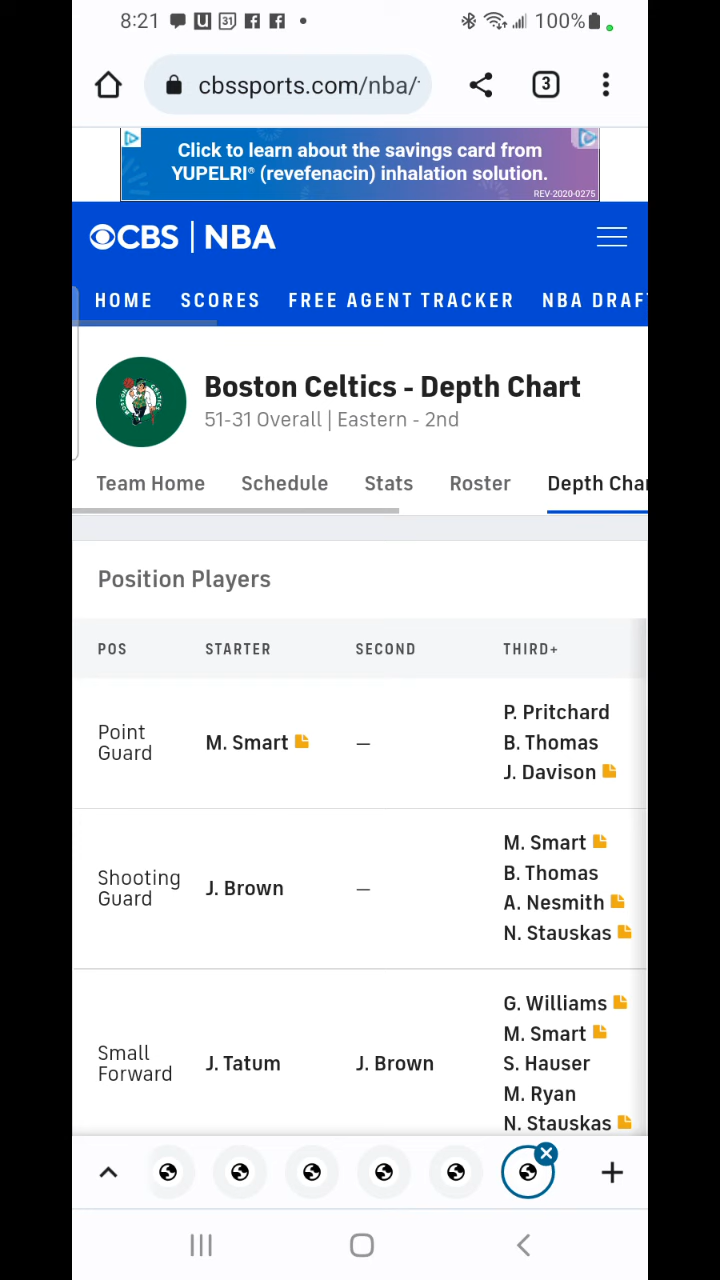 8:21 31 100%
cbssports.com/nba/ 3
Click to learn about the savings card from
YUPELRI® (revefenacin) inhalation solution.
REV-2020-0275
CBS | NBA
HOME SCORES FREE AGENT TRACKER NBA DRAF
BOSTON CELTICS
Boston Celtics - Depth Chart
51-31 Overall | Eastern - 2nd
Team Home Schedule Stats Roster Depth Char
Position Players
POS STARTER SECOND THIRD+
Point
Guard
M. Smart
—
P. Pritchard
B. Thomas
J. Davison
Shooting
Guard
J. Brown
—
M. Smart
B. Thomas
A. Nesmith
N. Stauskas
Small
Forward
J. Tatum
J. Brown
G. Williams
M. Smart
S. Hauser
M. Ryan
N. Stauskas